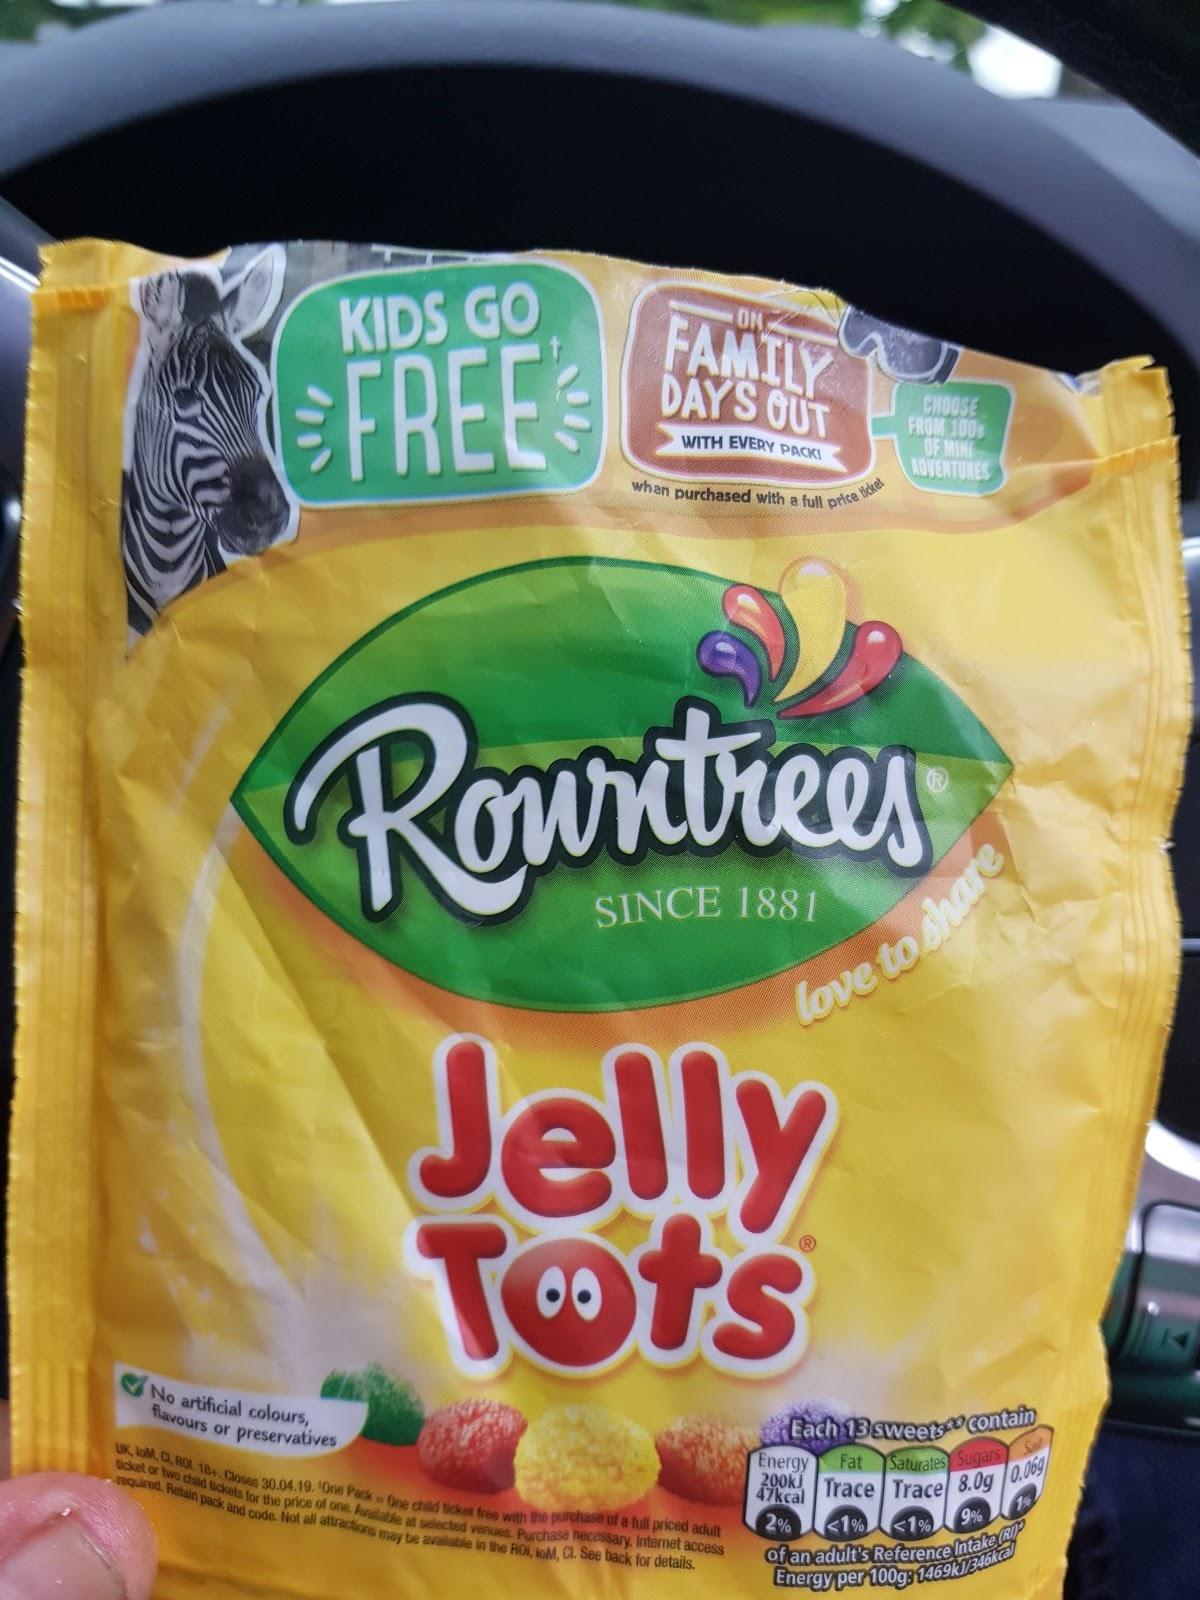 KIDS GO
FREE†
ON
FAMILY
DAYS OUT
WITH EVERY PACK!
when purchased with a full price ticket
CHOOSE
FROM 100s
OF MINI
ADVENTURES
Rowntrees®
SINCE 1881
love to share
Jelly
Tots®
No artificial colours,
flavours or preservatives
UK, IoM, CI, ROI. 18+. Closes 30.04.19. †One Pack = One child ticket free with the purchase of a full priced adult
ticket or two child tickets for the price of one. Available at selected venues. Purchase necessary. Internet access
required. Retain pack and code. Not all attractions may be available in the ROI, IoM, CI. See back for details.
Each 13 sweets** contain
Energy
200kJ
47kcal
2%
Fat
Trace
<1%
Saturates
Trace
<1%
Sugars
8.0g
9%
Salt
0.06g
1%
of an adult's Reference Intake (RI)*
Energy per 100g: 1469kJ/346kcal